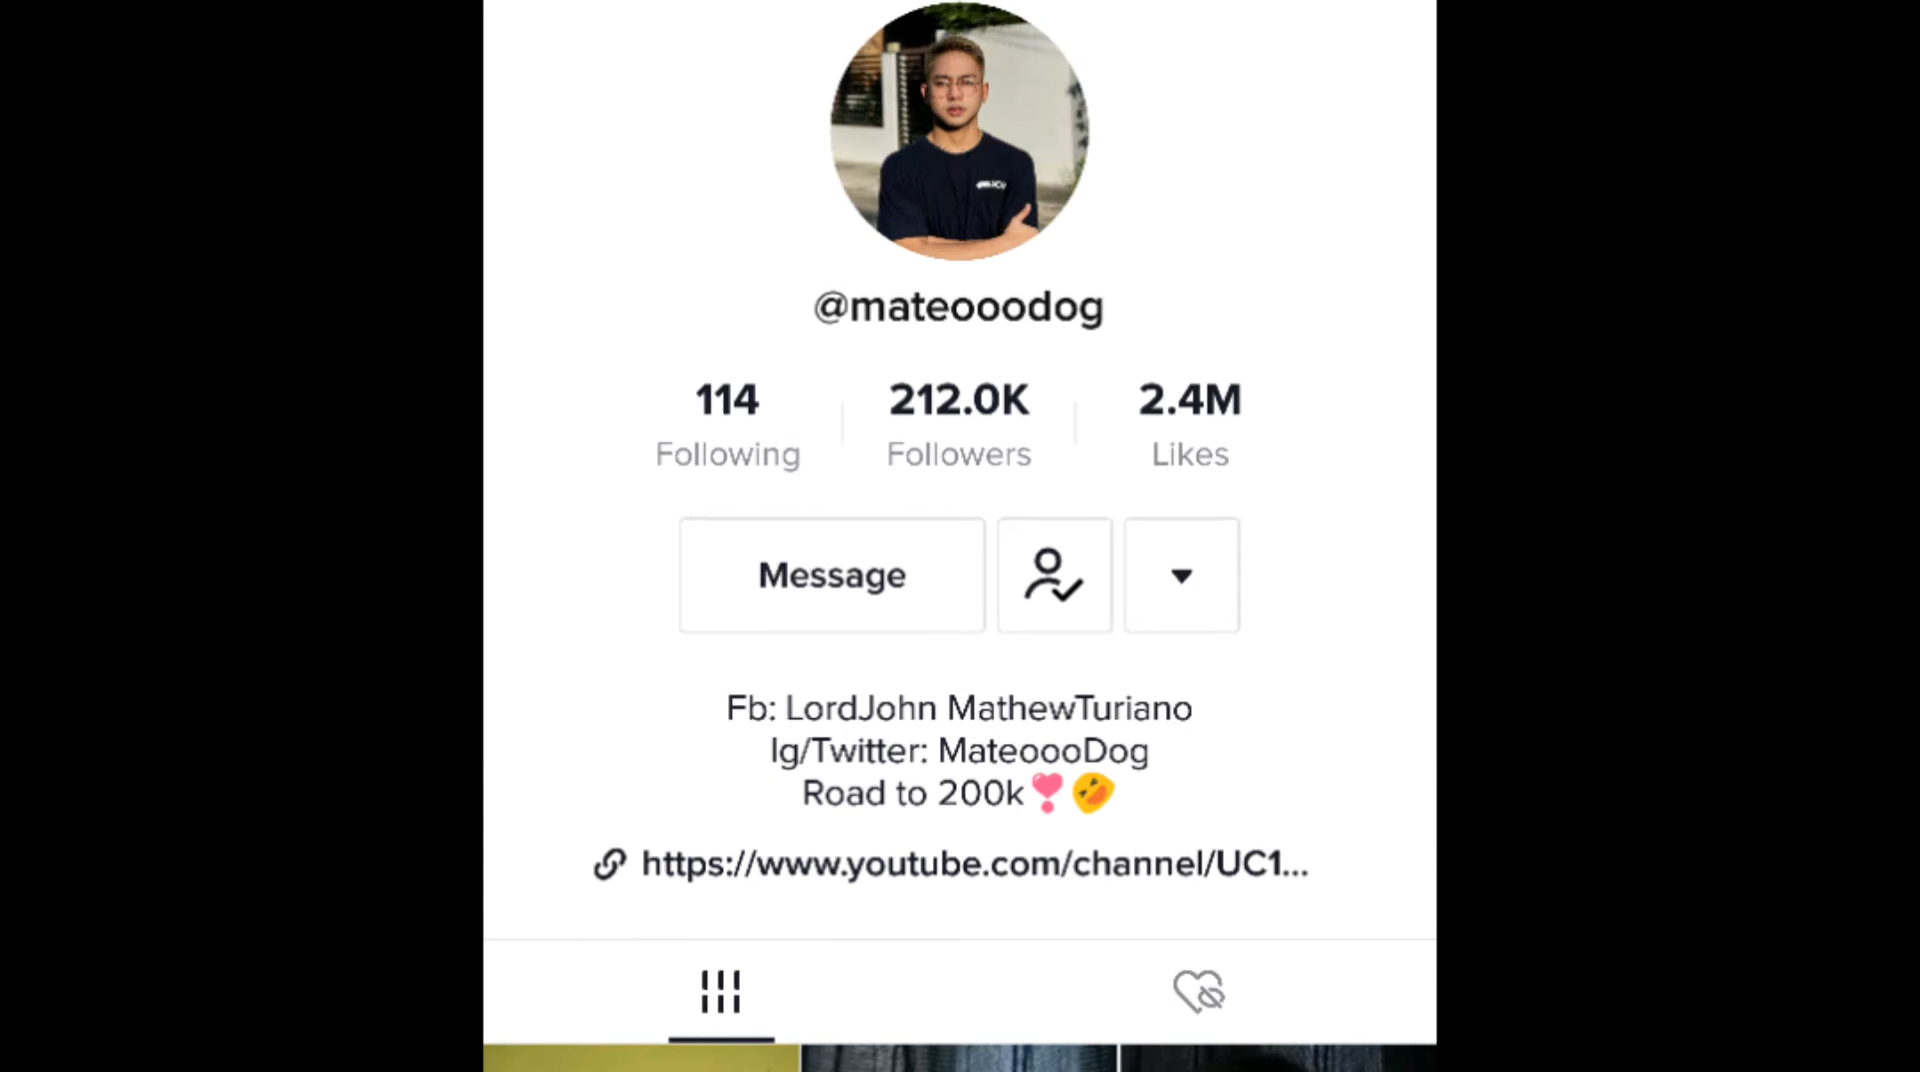 @mateooodog
114 212.0K 2.4M
Following Followers Likes
Message
Fb: LordJohn MathewTuriano
Ig/Twitter: MateoooDog
Road to 200k❣️🤣
https://www.youtube.com/channel/UC1...